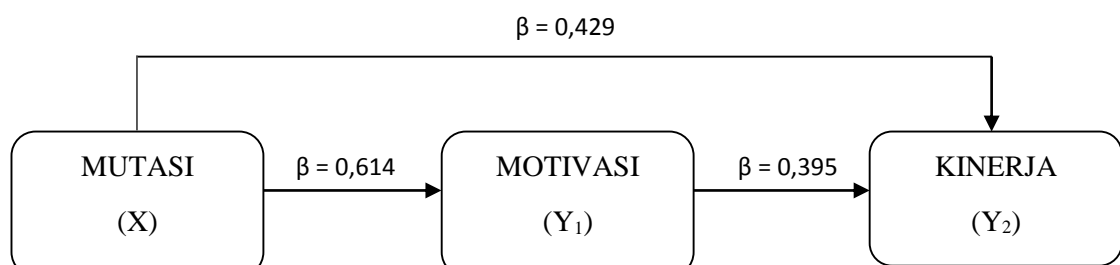 β = 0,429
MUTASI
(X)
β = 0,614
MOTIVASI
(Y₁)
β = 0,395
KINERJA
(Y₂)